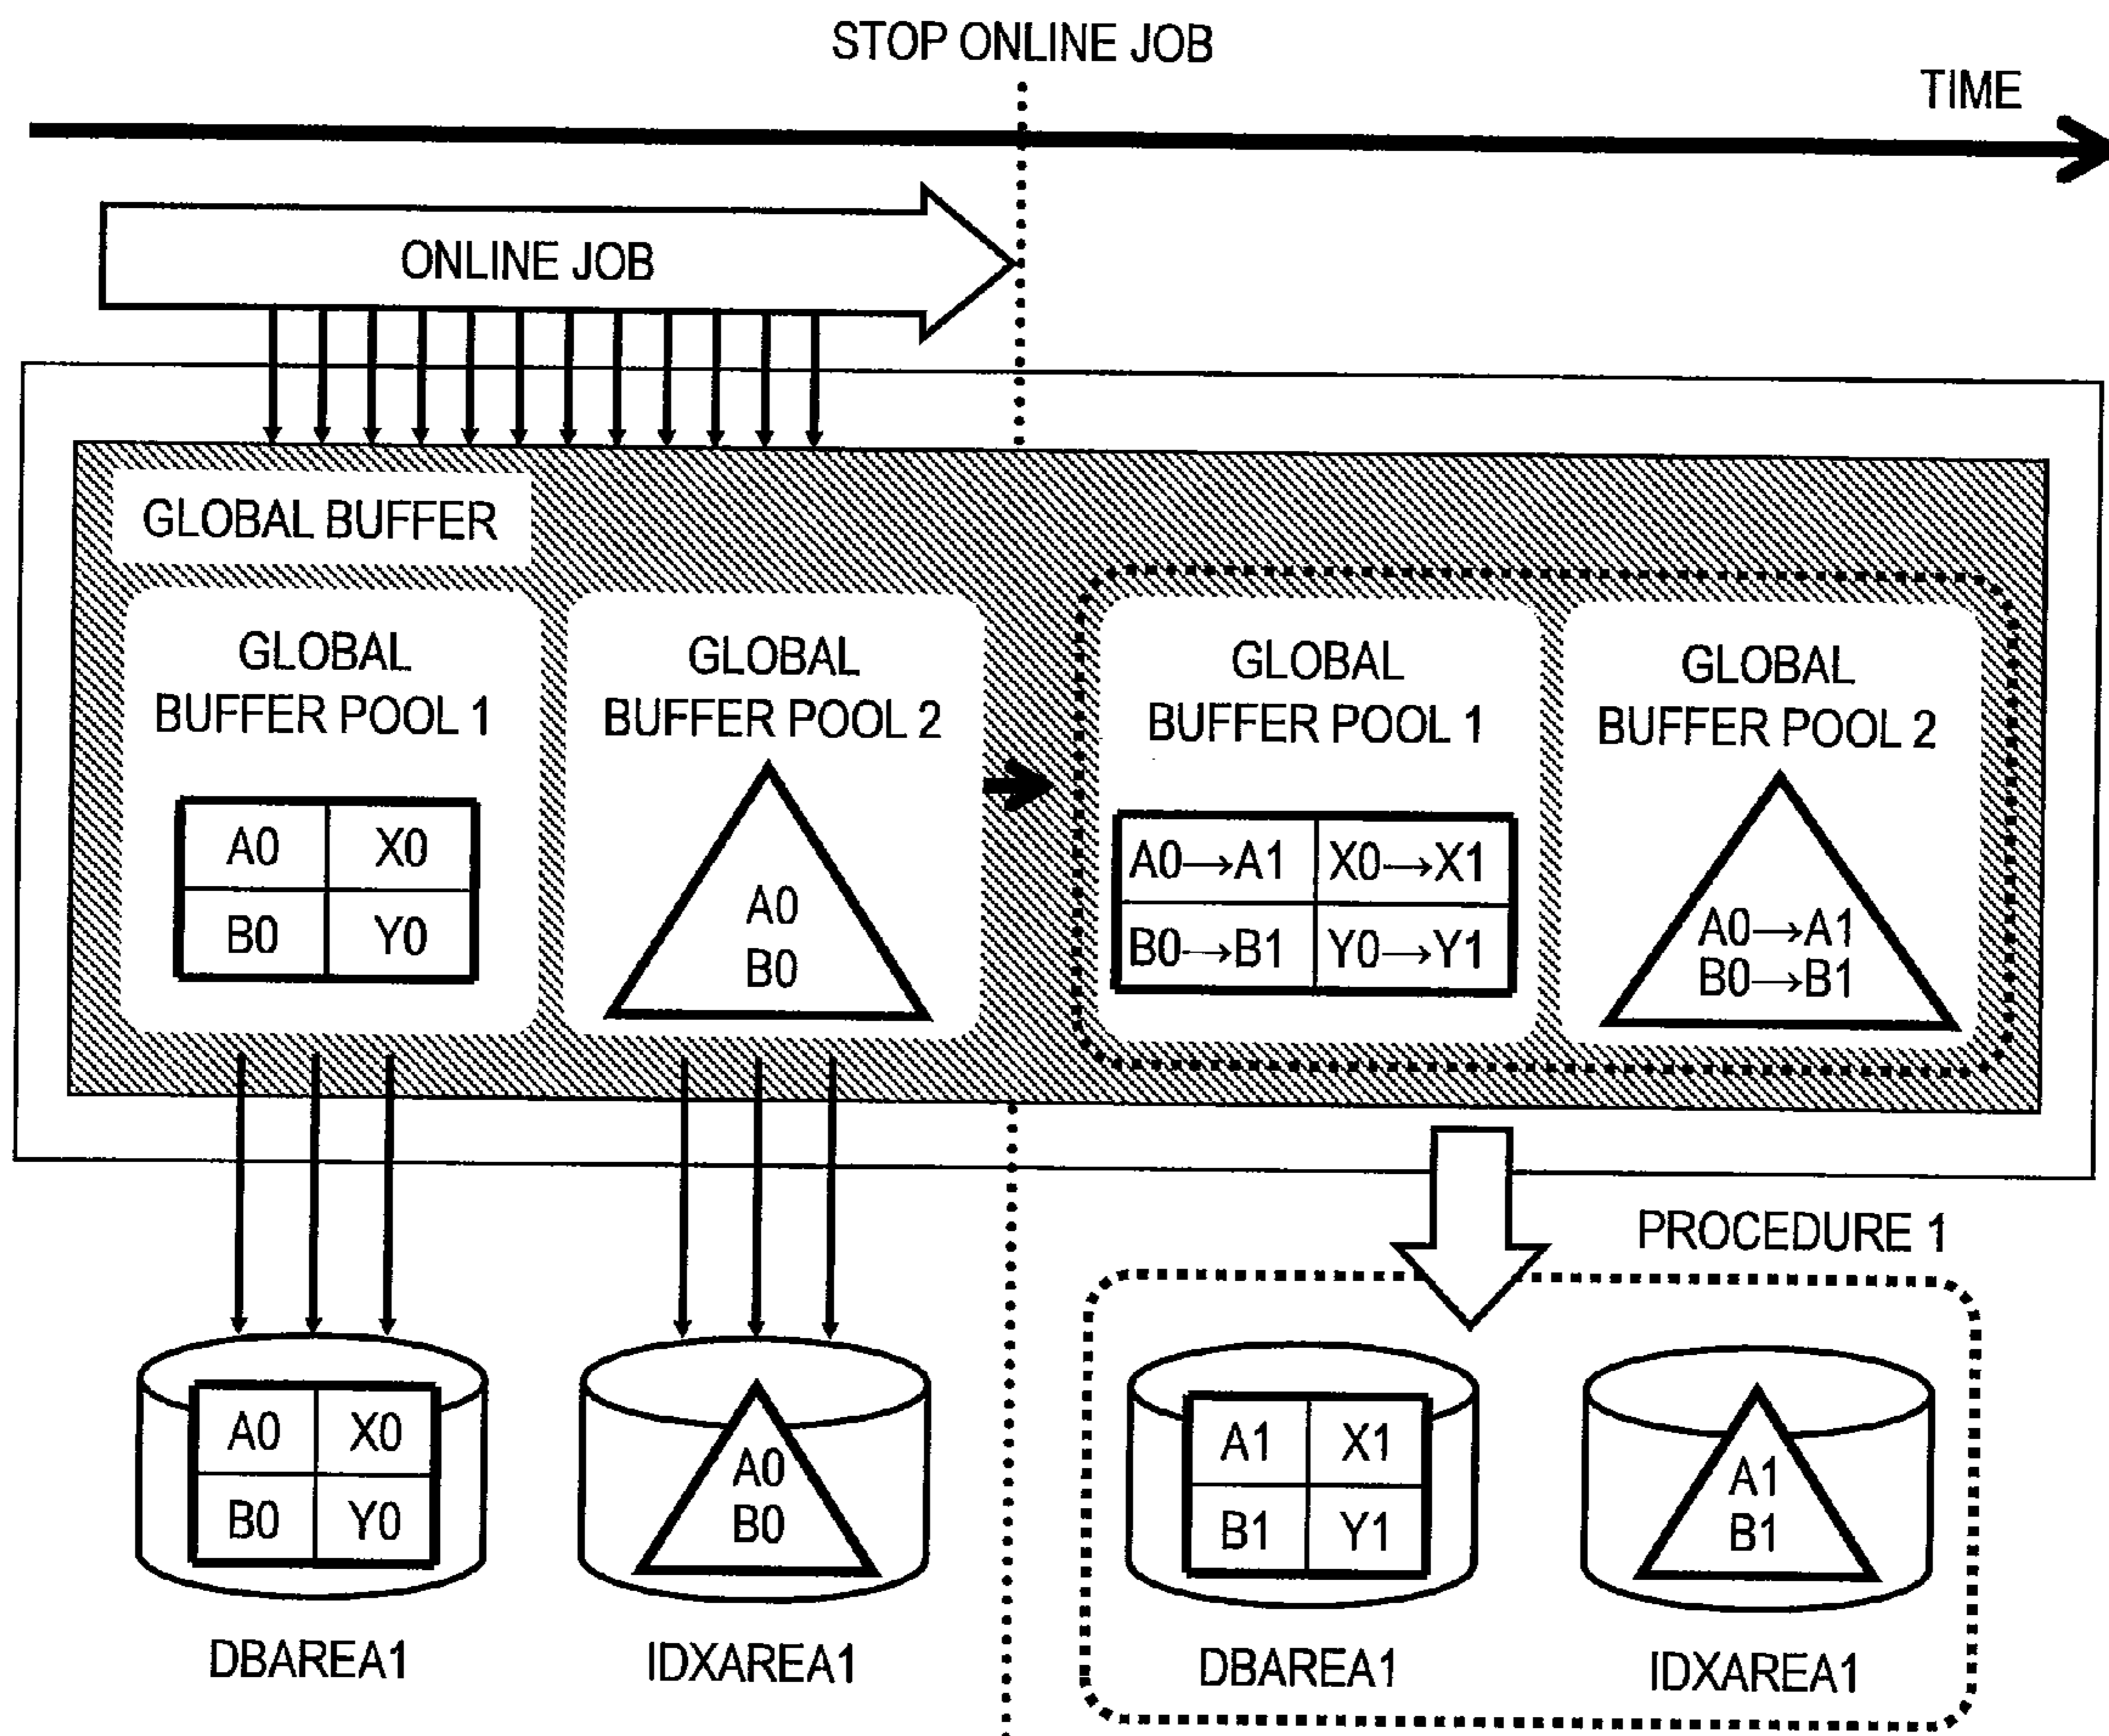 STOP ONLINE JOB
TIME
ONLINE JOB
GLOBAL BUFFER
GLOBAL
BUFFER POOL 1
GLOBAL
BUFFER POOL 2
GLOBAL
BUFFER POOL 1
GLOBAL
BUFFER POOL 2
A0 X0
B0 Y0
A0
B0
A0→A1 X0→X1
B0→B1 Y0→Y1
A0→A1
B0→B1
PROCEDURE 1
A0 X0
B0 Y0
A0
B0
A1 X1
B1 Y1
A1
B1
DBAREA1
IDXAREA1
DBAREA1
IDXAREA1